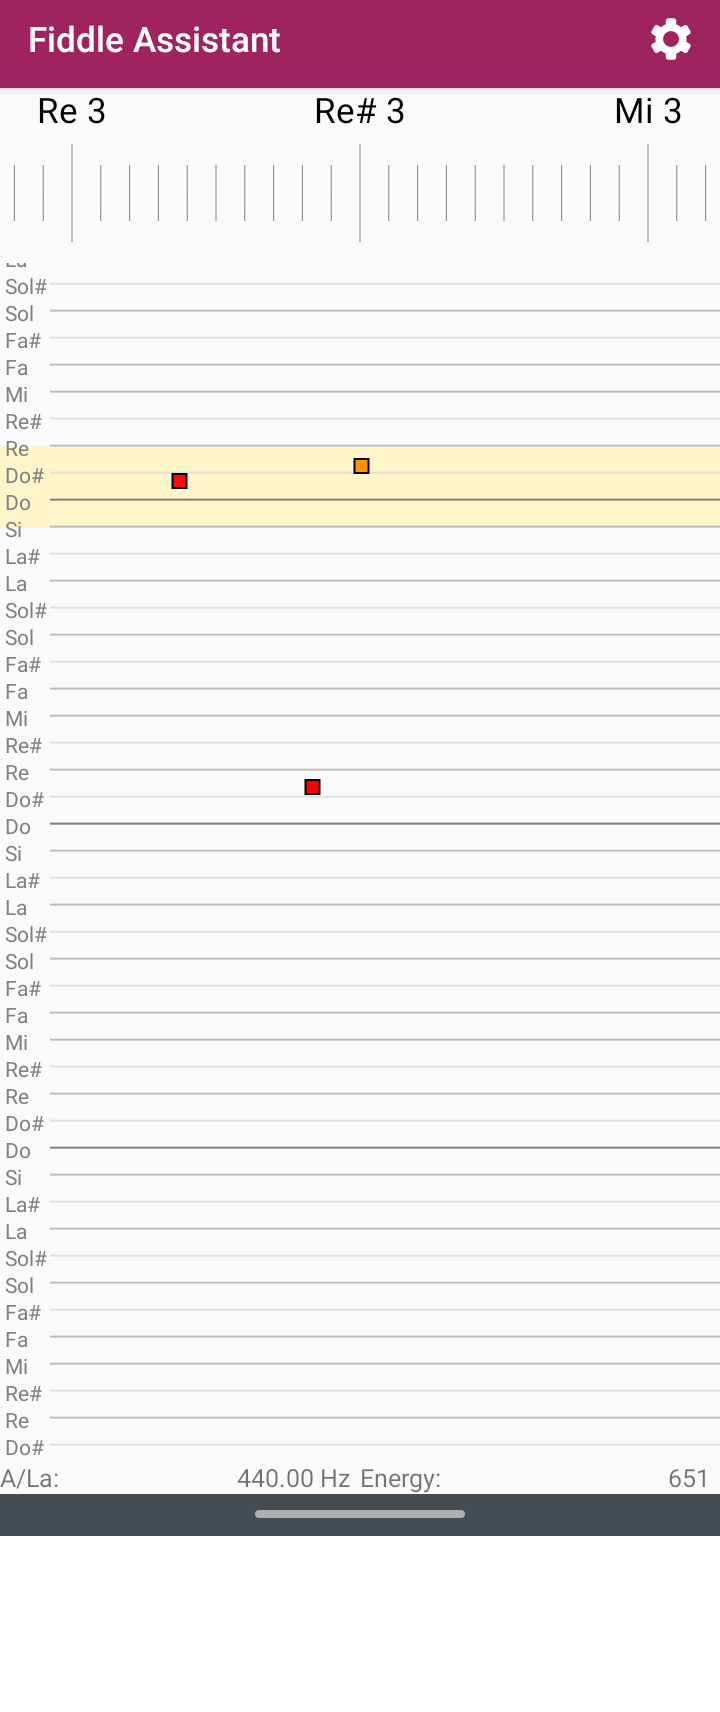 Fiddle Assistant
Re 3 Re# 3 Mi 3
Sol#
Sol
Fa#
Fa
Mi
Re#
Re
Do#
Do
Si
La#
La
Sol#
Sol
Fa#
Fa
Mi
Re#
Re
Do#
Do
Si
La#
La
Sol#
Sol
Fa#
Fa
Mi
Re#
Re
Do#
Do
Si
La#
La
Sol#
Sol
Fa#
Fa
Mi
Re#
Re
Do#
A/La: 440.00 Hz Energy: 651